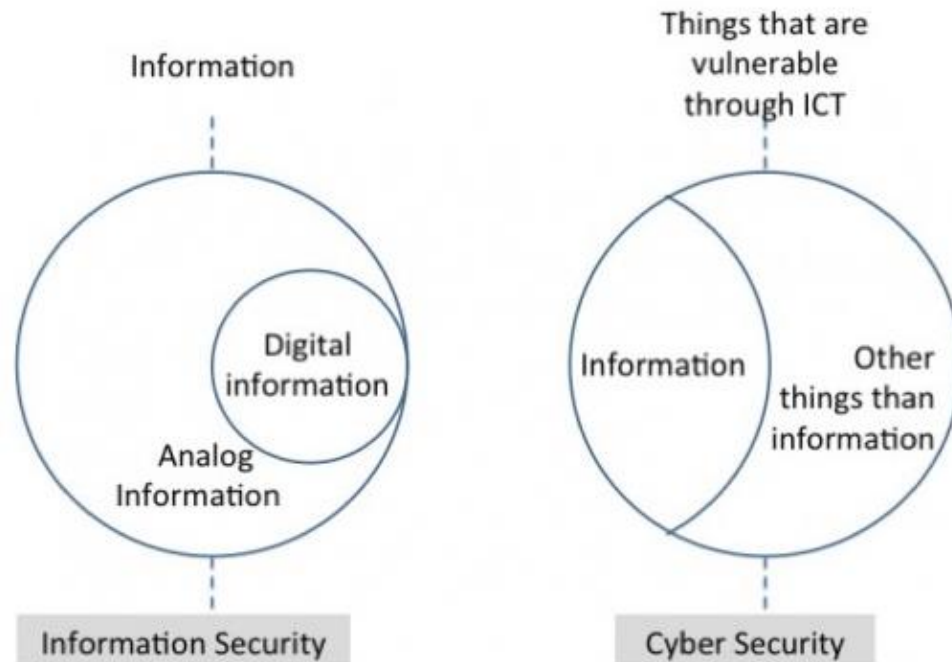 Information
Digital
information
Analog
Information
Information Security
Things that are
vulnerable
through ICT
Information
Other
things than
information
Cyber Security